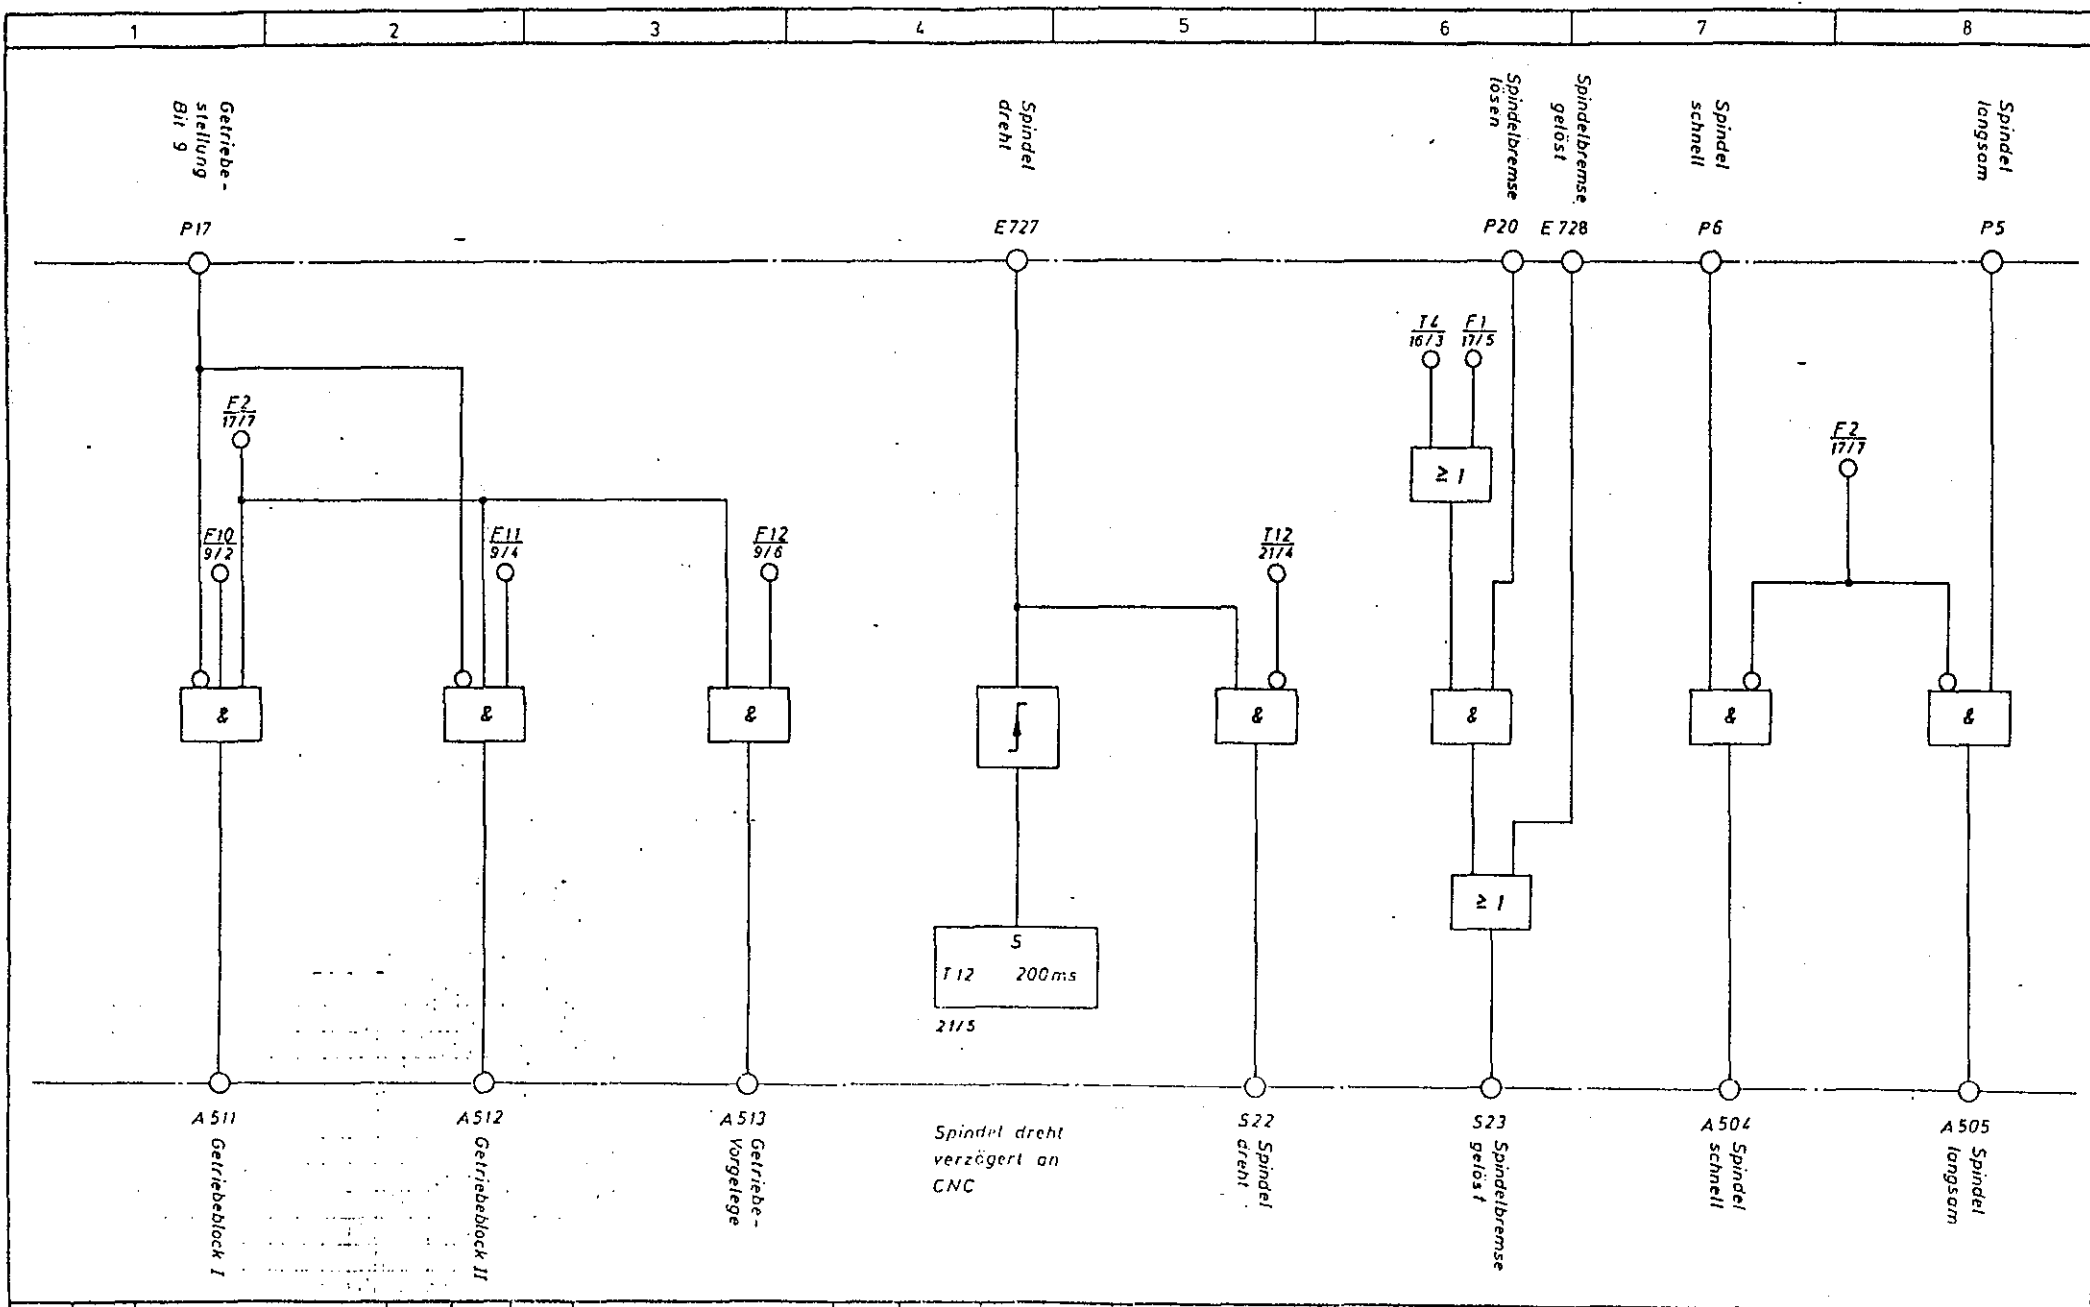 1 2 3 4 5 6 7 8
Getriebe-
stellung
Bit 9
Spindel
dreht
Spindelbremse
lösen
Spindelbremse
gelöst
Spindel
schnell
Spindel
langsam
P17 E727 P20 E728 P6 P5
T4
16/3
F1
17/5
F2
17/7
≥1
F2
17/7
F10
9/2
F11
9/4
F12
9/6
T12
21/4
& & & & & & &
≥1
S
T12 200ms
21/5
A511
Getriebeblock I
A512
Getriebeblock II
A513
Getriebe-
Vorgelege
Spindel dreht
verzögert an
CNC
S22
Spindel
dreht
S23
Spindelbremse
gelöst
A504
Spindel
schnell
A505
Spindel
langsam